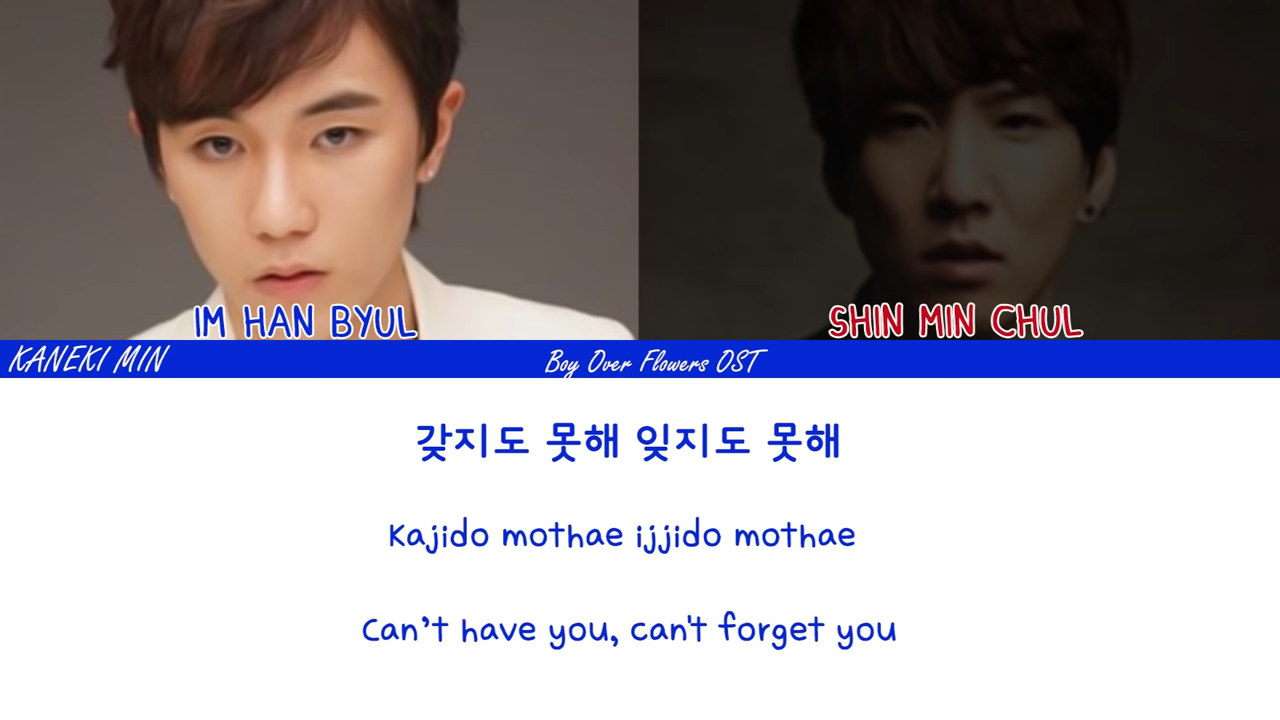 IM HAN BYUL
SHIN MIN CHUL
KANEKI MIN
Boy Over Flowers OST
갖지도 못해 잊지도 못해
Kajido mothae ijjido mothae
Can’t have you, can't forget you